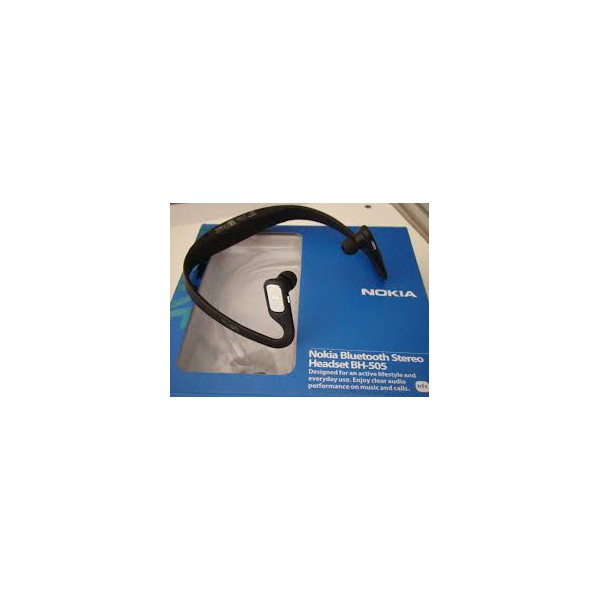 NOKIA
Nokia Bluetooth Stereo
Headset BH-505
Designed for an active lifestyle and
everyday use. Enjoy clear audio
performance on music and calls.
nfc